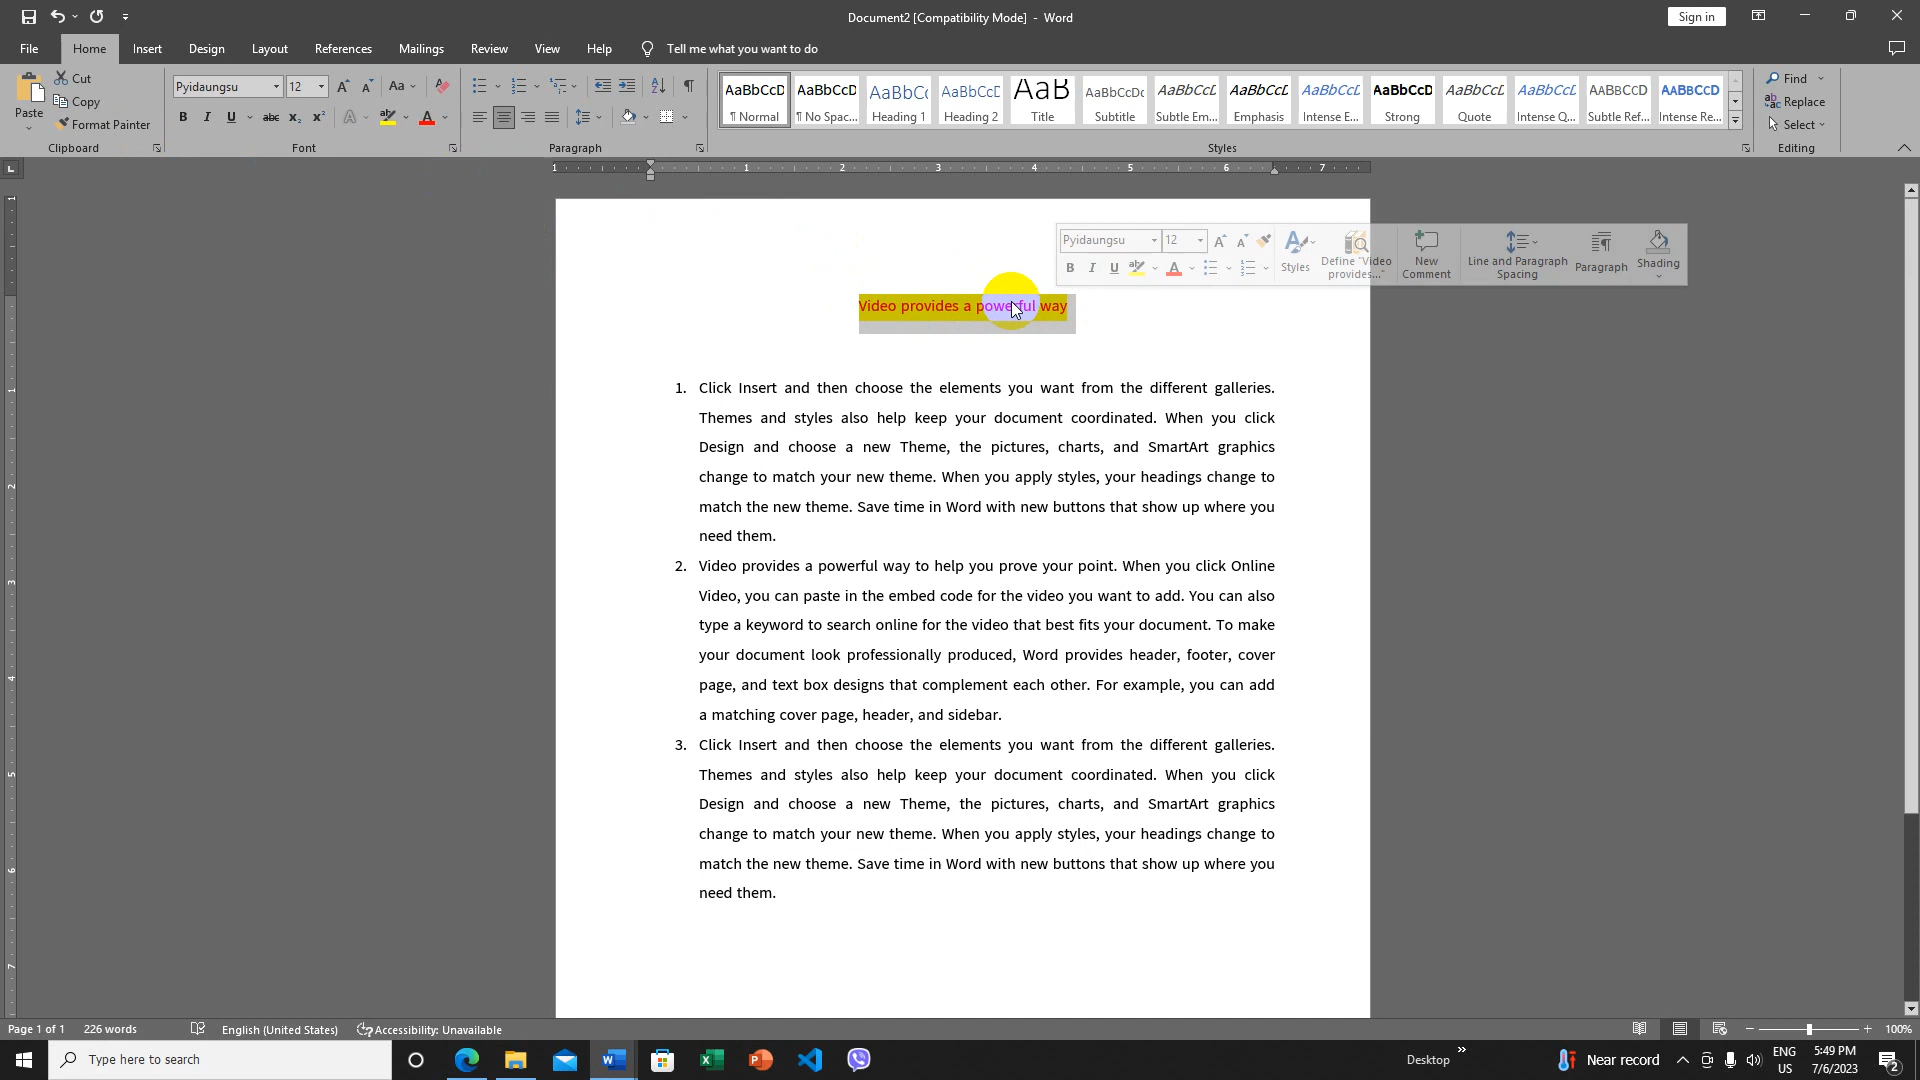 Document2 [Compatibility Mode] - Word
Sign in
File Home Insert Design Layout References Mailings Review View Help Tell me what you want to do
Paste
Cut
Copy
Format Painter
Clipboard
Pyidaungsu 12
Font
Paragraph
AaBbCcD AaBbCcD AaBbC AaBbCcD AaB AaBbCcDc AaBbCcL AaBbCcL AaBbCcL AaBbCcD AaBbCcL AaBbCcL AABBCCD AABBCCD
¶ Normal ¶ No Spac... Heading 1 Heading 2 Title Subtitle Subtle Em... Emphasis Intense E... Strong Quote Intense Q... Subtle Ref... Intense Re...
Styles
Find
Replace
Select
Editing
1 1 2 3 4 5 6 7
Pyidaungsu 12
Styles
Define "Video provides..."
New Comment
Line and Paragraph Spacing
Paragraph
Shading
Video provides a powerful way
1. Click Insert and then choose the elements you want from the different galleries.
Themes and styles also help keep your document coordinated. When you click
Design and choose a new Theme, the pictures, charts, and SmartArt graphics
change to match your new theme. When you apply styles, your headings change to
match the new theme. Save time in Word with new buttons that show up where you
need them.
2. Video provides a powerful way to help you prove your point. When you click Online
Video, you can paste in the embed code for the video you want to add. You can also
type a keyword to search online for the video that best fits your document. To make
your document look professionally produced, Word provides header, footer, cover
page, and text box designs that complement each other. For example, you can add
a matching cover page, header, and sidebar.
3. Click Insert and then choose the elements you want from the different galleries.
Themes and styles also help keep your document coordinated. When you click
Design and choose a new Theme, the pictures, charts, and SmartArt graphics
change to match your new theme. When you apply styles, your headings change to
match the new theme. Save time in Word with new buttons that show up where you
need them.
Page 1 of 1 226 words English (United States) Accessibility: Unavailable 100%
Type here to search
Desktop
Near record
ENG
US
5:49 PM
7/6/2023
2